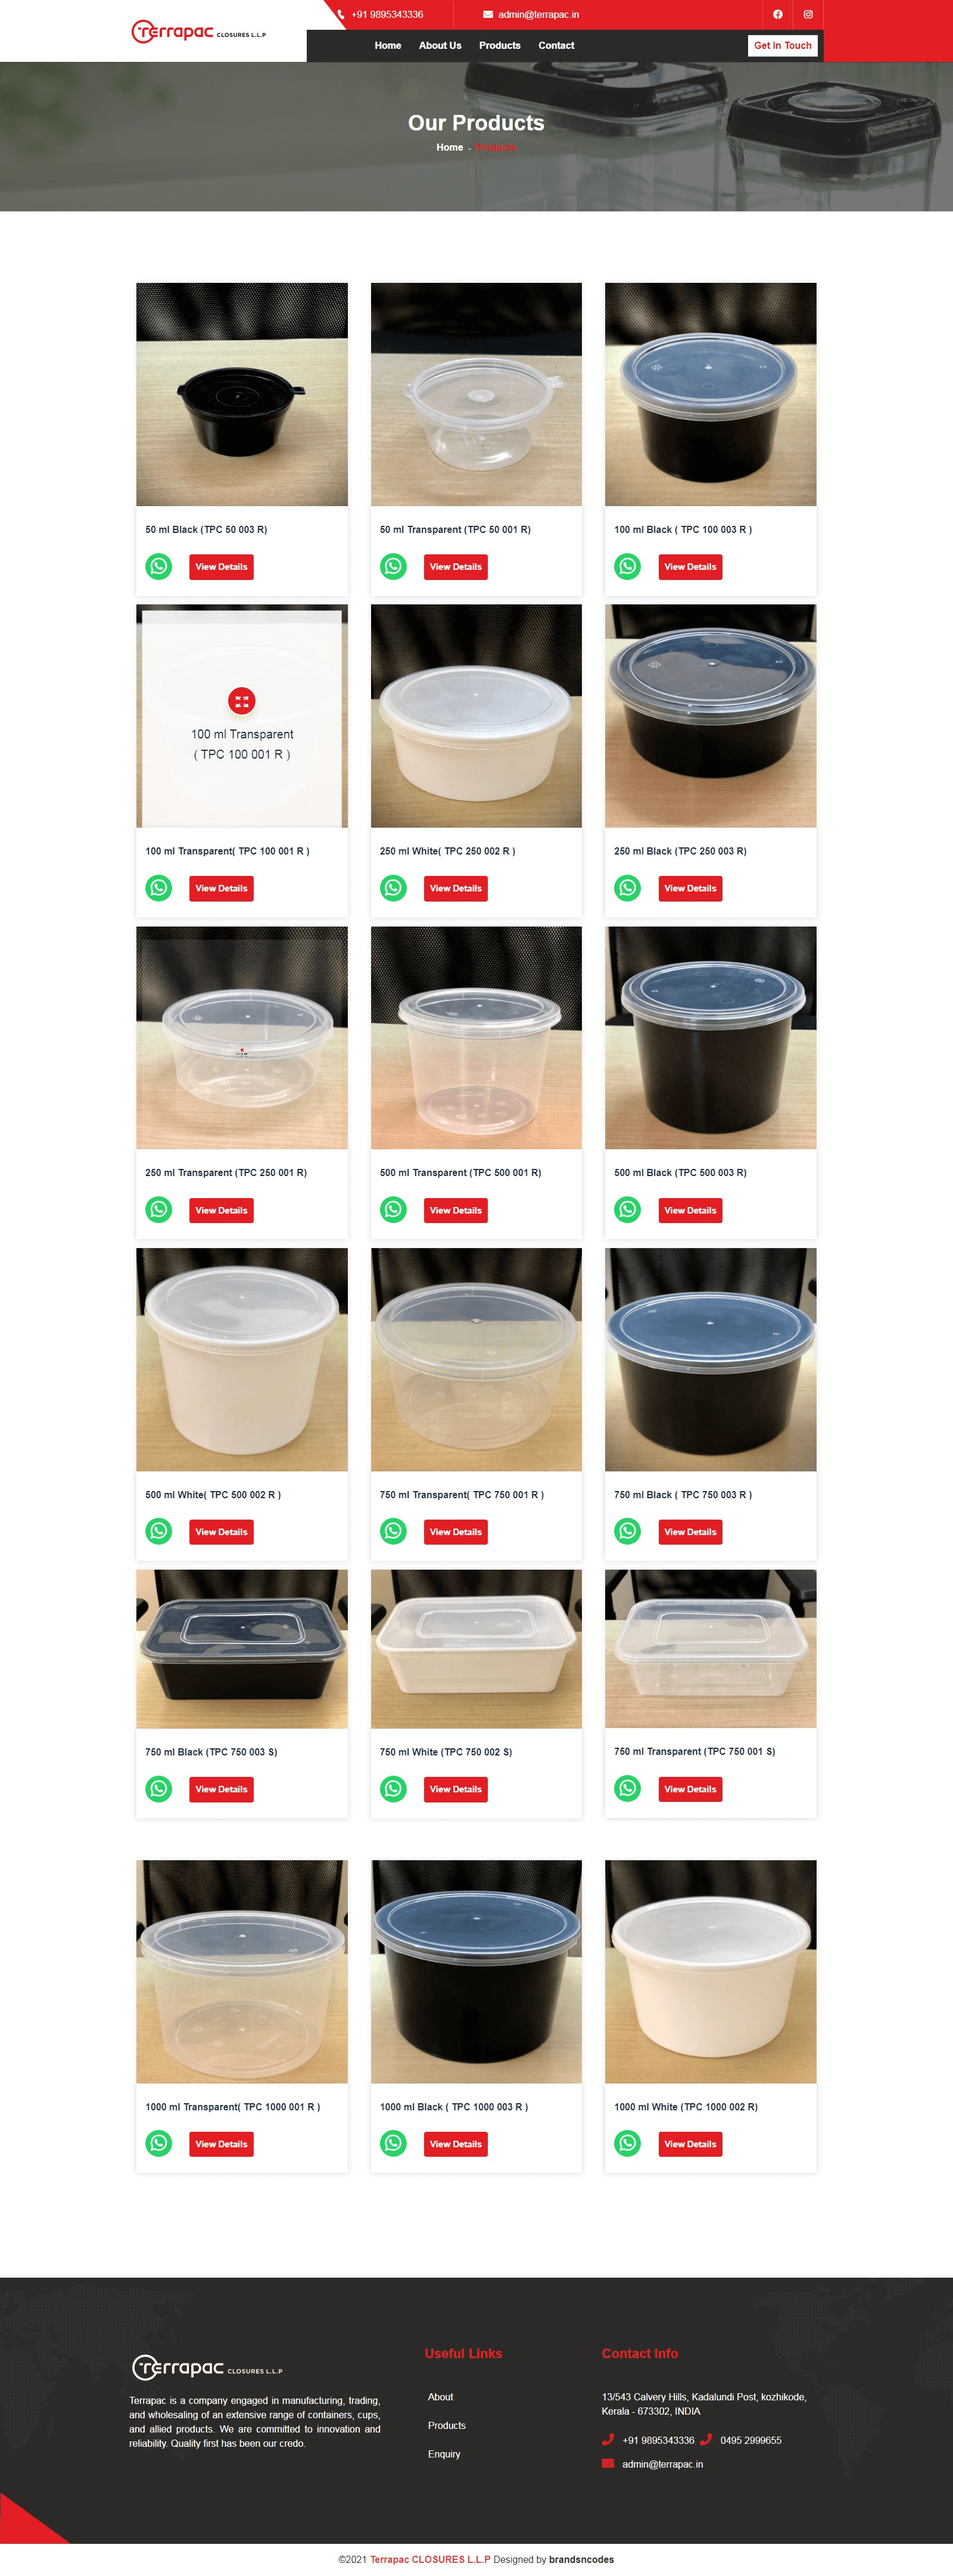 Terrapac CLOSURES L.L.P
+91 9895343336
admin@terrapac.in
Home About Us Products Contact
Get In Touch
Our Products
Home - Products
50 ml Black (TPC 50 003 R)
View Details
50 ml Transparent (TPC 50 001 R)
View Details
100 ml Black ( TPC 100 003 R )
View Details
100 ml Transparent
( TPC 100 001 R )
100 ml Transparent( TPC 100 001 R )
View Details
250 ml White( TPC 250 002 R )
View Details
250 ml Black (TPC 250 003 R)
View Details
250 ml Transparent (TPC 250 001 R)
View Details
500 ml Transparent (TPC 500 001 R)
View Details
500 ml Black (TPC 500 003 R)
View Details
500 ml White( TPC 500 002 R )
View Details
750 ml Transparent( TPC 750 001 R )
View Details
750 ml Black ( TPC 750 003 R )
View Details
750 ml Black (TPC 750 003 S)
View Details
750 ml White (TPC 750 002 S)
View Details
750 ml Transparent (TPC 750 001 S)
View Details
1000 ml Transparent( TPC 1000 001 R )
View Details
1000 ml Black ( TPC 1000 003 R )
View Details
1000 ml White (TPC 1000 002 R)
View Details
Terrapac CLOSURES L.L.P
Terrapac is a company engaged in manufacturing, trading,
and wholesaling of an extensive range of containers, cups,
and allied products. We are committed to innovation and
reliability. Quality first has been our credo.
Useful Links
About
Products
Enquiry
Contact Info
13/543 Calvery Hills, Kadalundi Post, kozhikode,
Kerala - 673302, INDIA
+91 9895343336 0495 2999655
admin@terrapac.in
©2021 Terrapac CLOSURES L.L.P Designed by brandsncodes